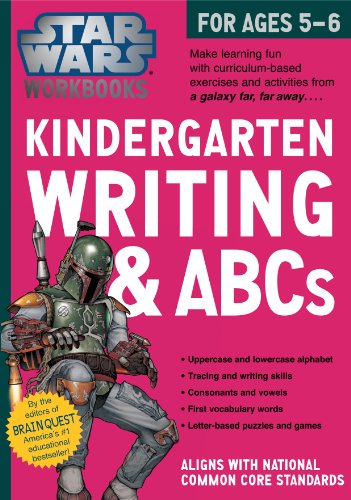 STAR
WARS
WORKBOOKS
FOR AGES 5–6
Make learning fun
with curriculum-based
exercises and activities from
a galaxy far, far away. . . .
KINDERGARTEN
WRITING
& ABCs
• Uppercase and lowercase alphabet
• Tracing and writing skills
• Consonants and vowels
• First vocabulary words
• Letter-based puzzles and games
By the
editors of
BRAIN QUEST
America's #1
educational
bestseller!
ALIGNS WITH NATIONAL
COMMON CORE STANDARDS